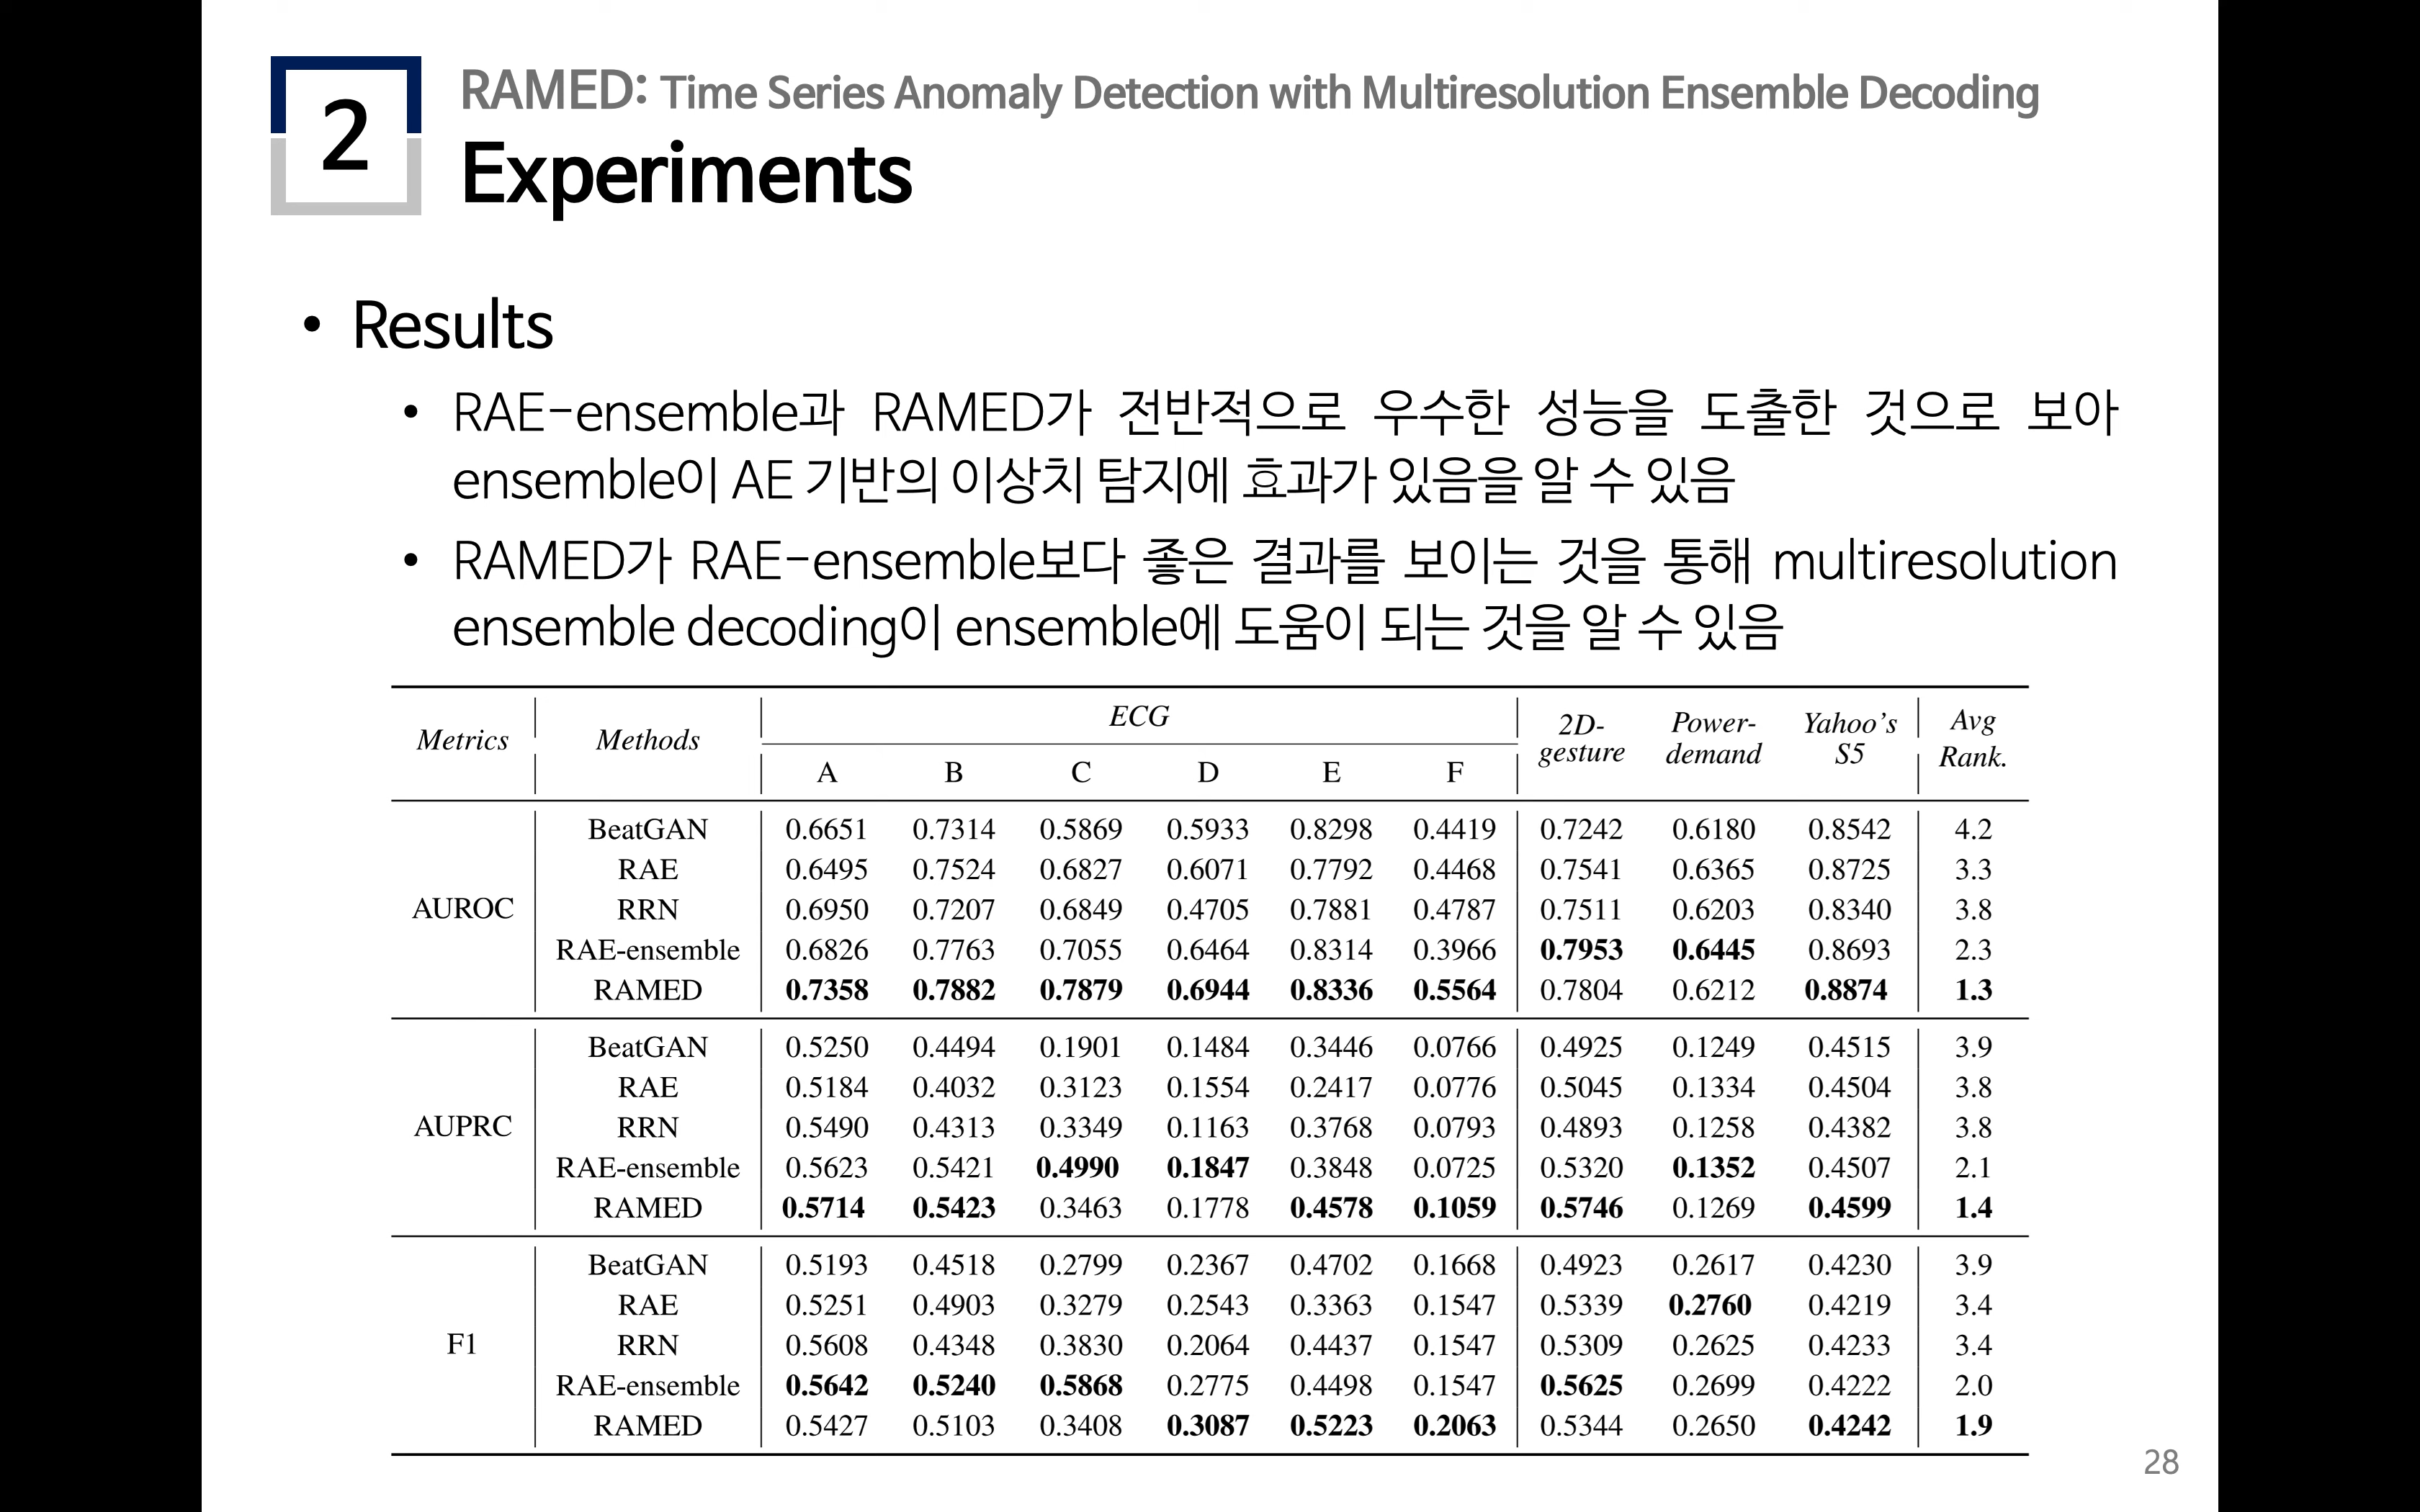 2
RAMED: Time Series Anomaly Detection with Multiresolution Ensemble Decoding
Experiments
• Results
• RAE-ensemble과 RAMED가 전반적으로 우수한 성능을 도출한 것으로 보아
ensemble이 AE 기반의 이상치 탐지에 효과가 있음을 알 수 있음
• RAMED가 RAE-ensemble보다 좋은 결과를 보이는 것을 통해 multiresolution
ensemble decoding이 ensemble에 도움이 되는 것을 알 수 있음
Metrics Methods ECG 2D-gesture Power-demand Yahoo's S5 Avg Rank.
A B C D E F
AUROC
BeatGAN 0.6651 0.7314 0.5869 0.5933 0.8298 0.4419 0.7242 0.6180 0.8542 4.2
RAE 0.6495 0.7524 0.6827 0.6071 0.7792 0.4468 0.7541 0.6365 0.8725 3.3
RRN 0.6950 0.7207 0.6849 0.4705 0.7881 0.4787 0.7511 0.6203 0.8340 3.8
RAE-ensemble 0.6826 0.7763 0.7055 0.6464 0.8314 0.3966 0.7953 0.6445 0.8693 2.3
RAMED 0.7358 0.7882 0.7879 0.6944 0.8336 0.5564 0.7804 0.6212 0.8874 1.3
AUPRC
BeatGAN 0.5250 0.4494 0.1901 0.1484 0.3446 0.0766 0.4925 0.1249 0.4515 3.9
RAE 0.5184 0.4032 0.3123 0.1554 0.2417 0.0776 0.5045 0.1334 0.4504 3.8
RRN 0.5490 0.4313 0.3349 0.1163 0.3768 0.0793 0.4893 0.1258 0.4382 3.8
RAE-ensemble 0.5623 0.5421 0.4990 0.1847 0.3848 0.0725 0.5320 0.1352 0.4507 2.1
RAMED 0.5714 0.5423 0.3463 0.1778 0.4578 0.1059 0.5746 0.1269 0.4599 1.4
F1
BeatGAN 0.5193 0.4518 0.2799 0.2367 0.4702 0.1668 0.4923 0.2617 0.4230 3.9
RAE 0.5251 0.4903 0.3279 0.2543 0.3363 0.1547 0.5339 0.2760 0.4219 3.4
RRN 0.5608 0.4348 0.3830 0.2064 0.4437 0.1547 0.5309 0.2625 0.4233 3.4
RAE-ensemble 0.5642 0.5240 0.5868 0.2775 0.4498 0.1547 0.5625 0.2699 0.4222 2.0
RAMED 0.5427 0.5103 0.3408 0.3087 0.5223 0.2063 0.5344 0.2650 0.4242 1.9
28